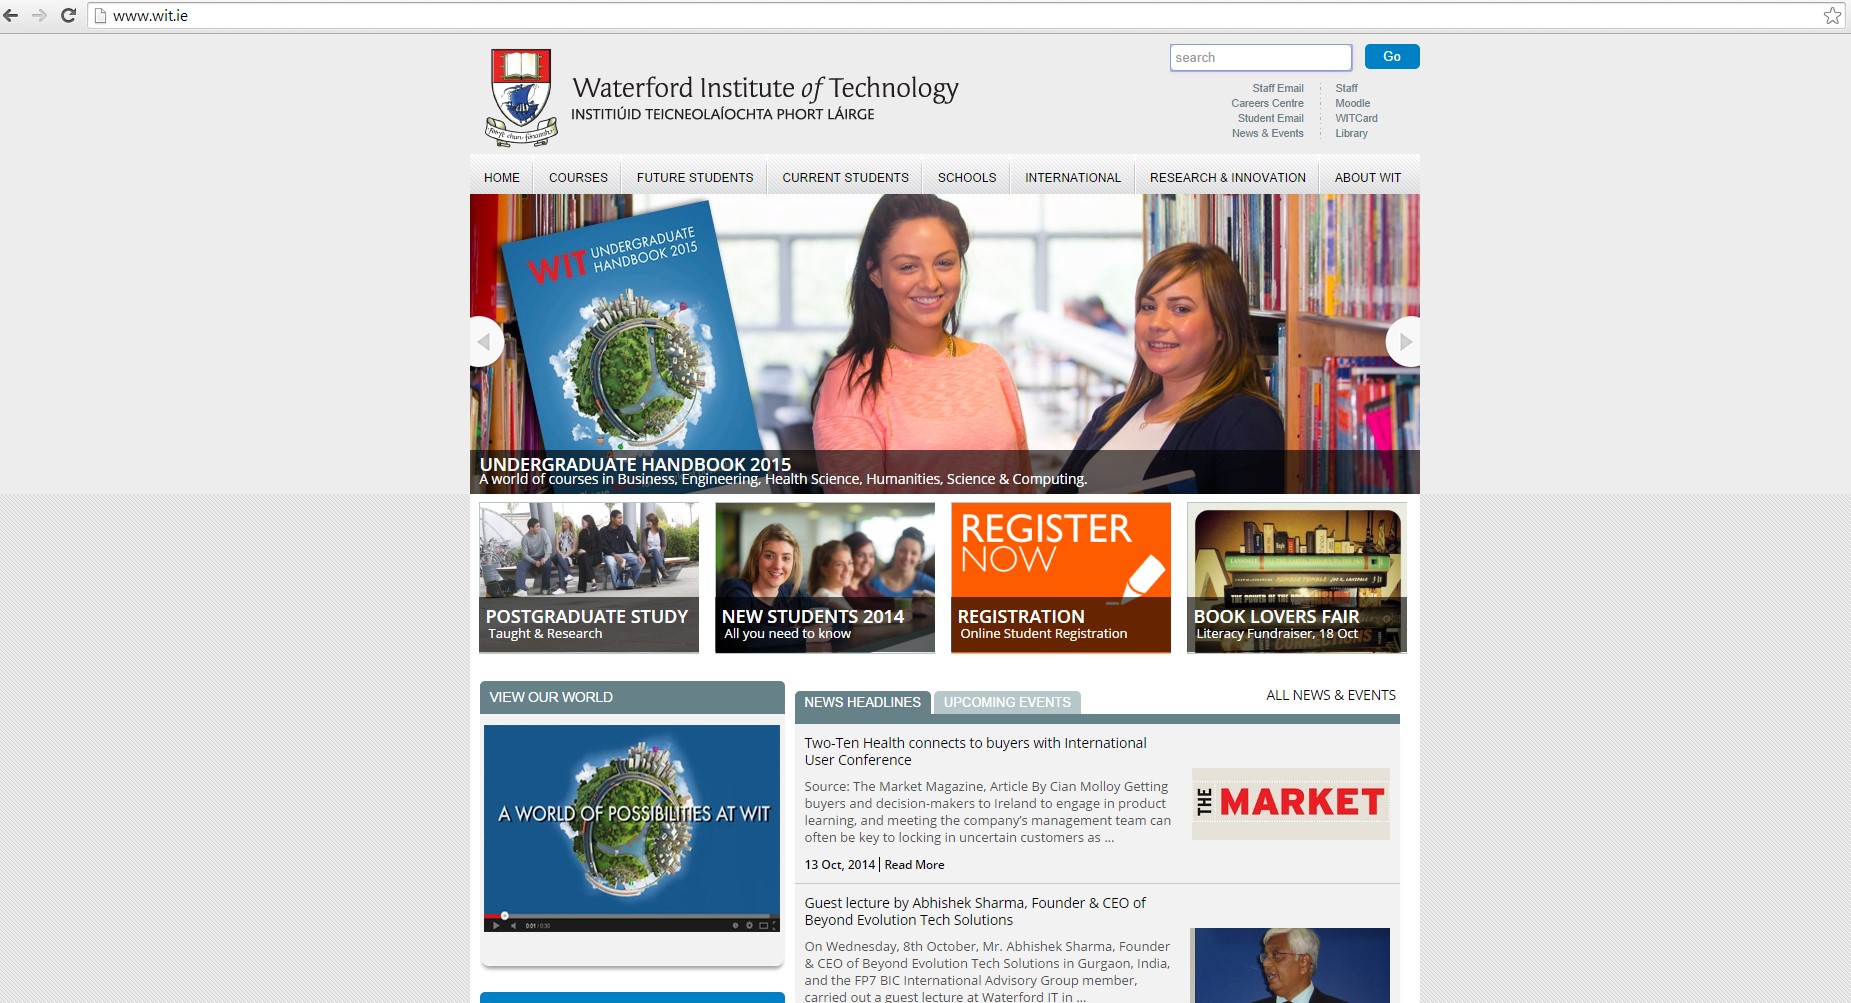 www.wit.ie
Waterford Institute of Technology
INSTITIÚID TEICNEOLAÍOCHTA PHORT LÁIRGE
search
Go
Staff Email
Careers Centre
Student Email
News & Events
Staff
Moodle
WITCard
Library
HOME
COURSES
FUTURE STUDENTS
CURRENT STUDENTS
SCHOOLS
INTERNATIONAL
RESEARCH & INNOVATION
ABOUT WIT
WIT UNDERGRADUATE
HANDBOOK 2015
UNDERGRADUATE HANDBOOK 2015
A world of courses in Business, Engineering, Health Science, Humanities, Science & Computing.
POSTGRADUATE STUDY
Taught & Research
NEW STUDENTS 2014
All you need to know
REGISTER
NOW
REGISTRATION
Online Student Registration
THE POWER OF THE
BOOK LOVERS FAIR
Literacy Fundraiser, 18 Oct
VIEW OUR WORLD
A WORLD OF POSSIBILITIES AT WIT
0:01 / 0:30
NEWS HEADLINES
UPCOMING EVENTS
ALL NEWS & EVENTS
Two-Ten Health connects to buyers with International
User Conference
Source: The Market Magazine, Article By Cian Molloy Getting
buyers and decision-makers to Ireland to engage in product
learning, and meeting the company's management team can
often be key to locking in uncertain customers as ...
13 Oct, 2014 | Read More
THE MARKET
Guest lecture by Abhishek Sharma, Founder & CEO of
Beyond Evolution Tech Solutions
On Wednesday, 8th October, Mr. Abhishek Sharma, Founder
& CEO of Beyond Evolution Tech Solutions in Gurgaon, India,
and the FP7 BIC International Advisory Group member,
carried out a guest lecture at Waterford IT in ...